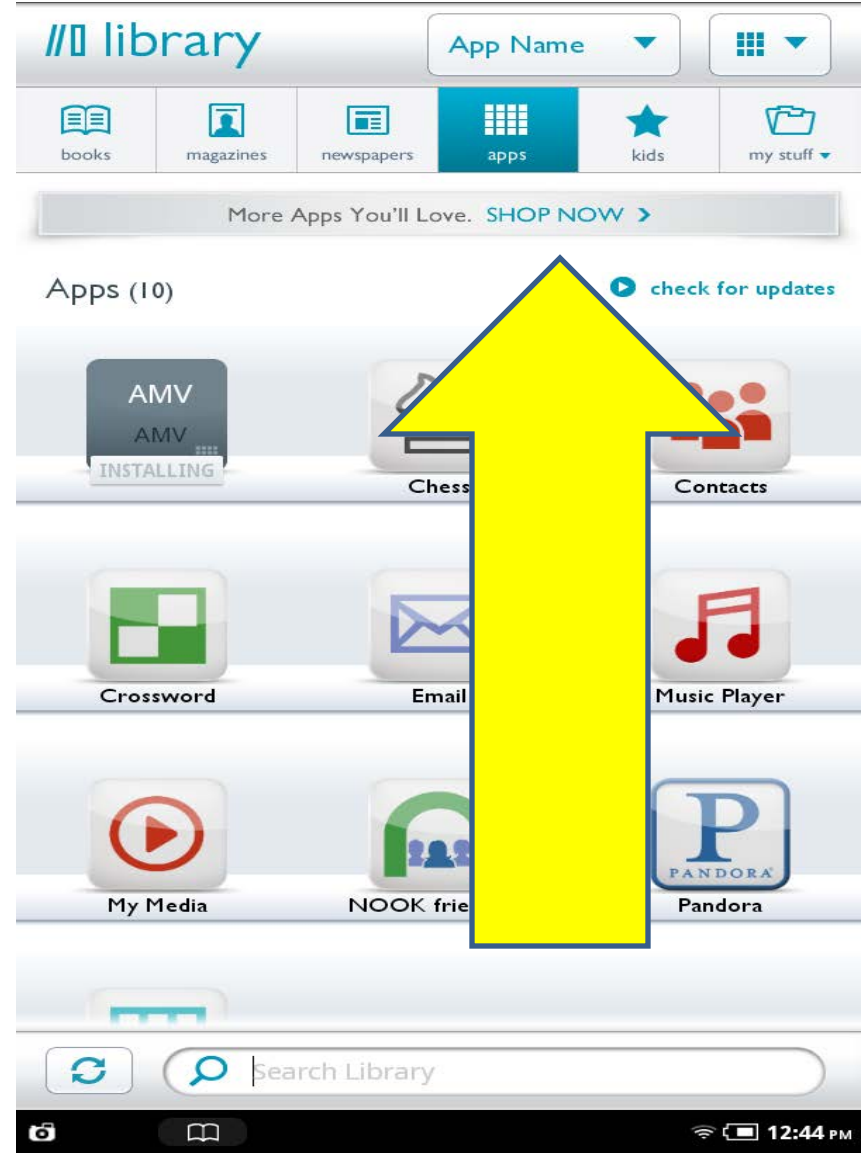 library
App Name
books magazines newspapers apps kids my stuff
More Apps You'll Love. SHOP NOW >
Apps (10)
check for updates
AMV
AMV
INSTALLING
Chess
Contacts
Crossword
Email
Music Player
P
PANDORA
My Media
NOOK frie
Pandora
Search Library
12:44 PM